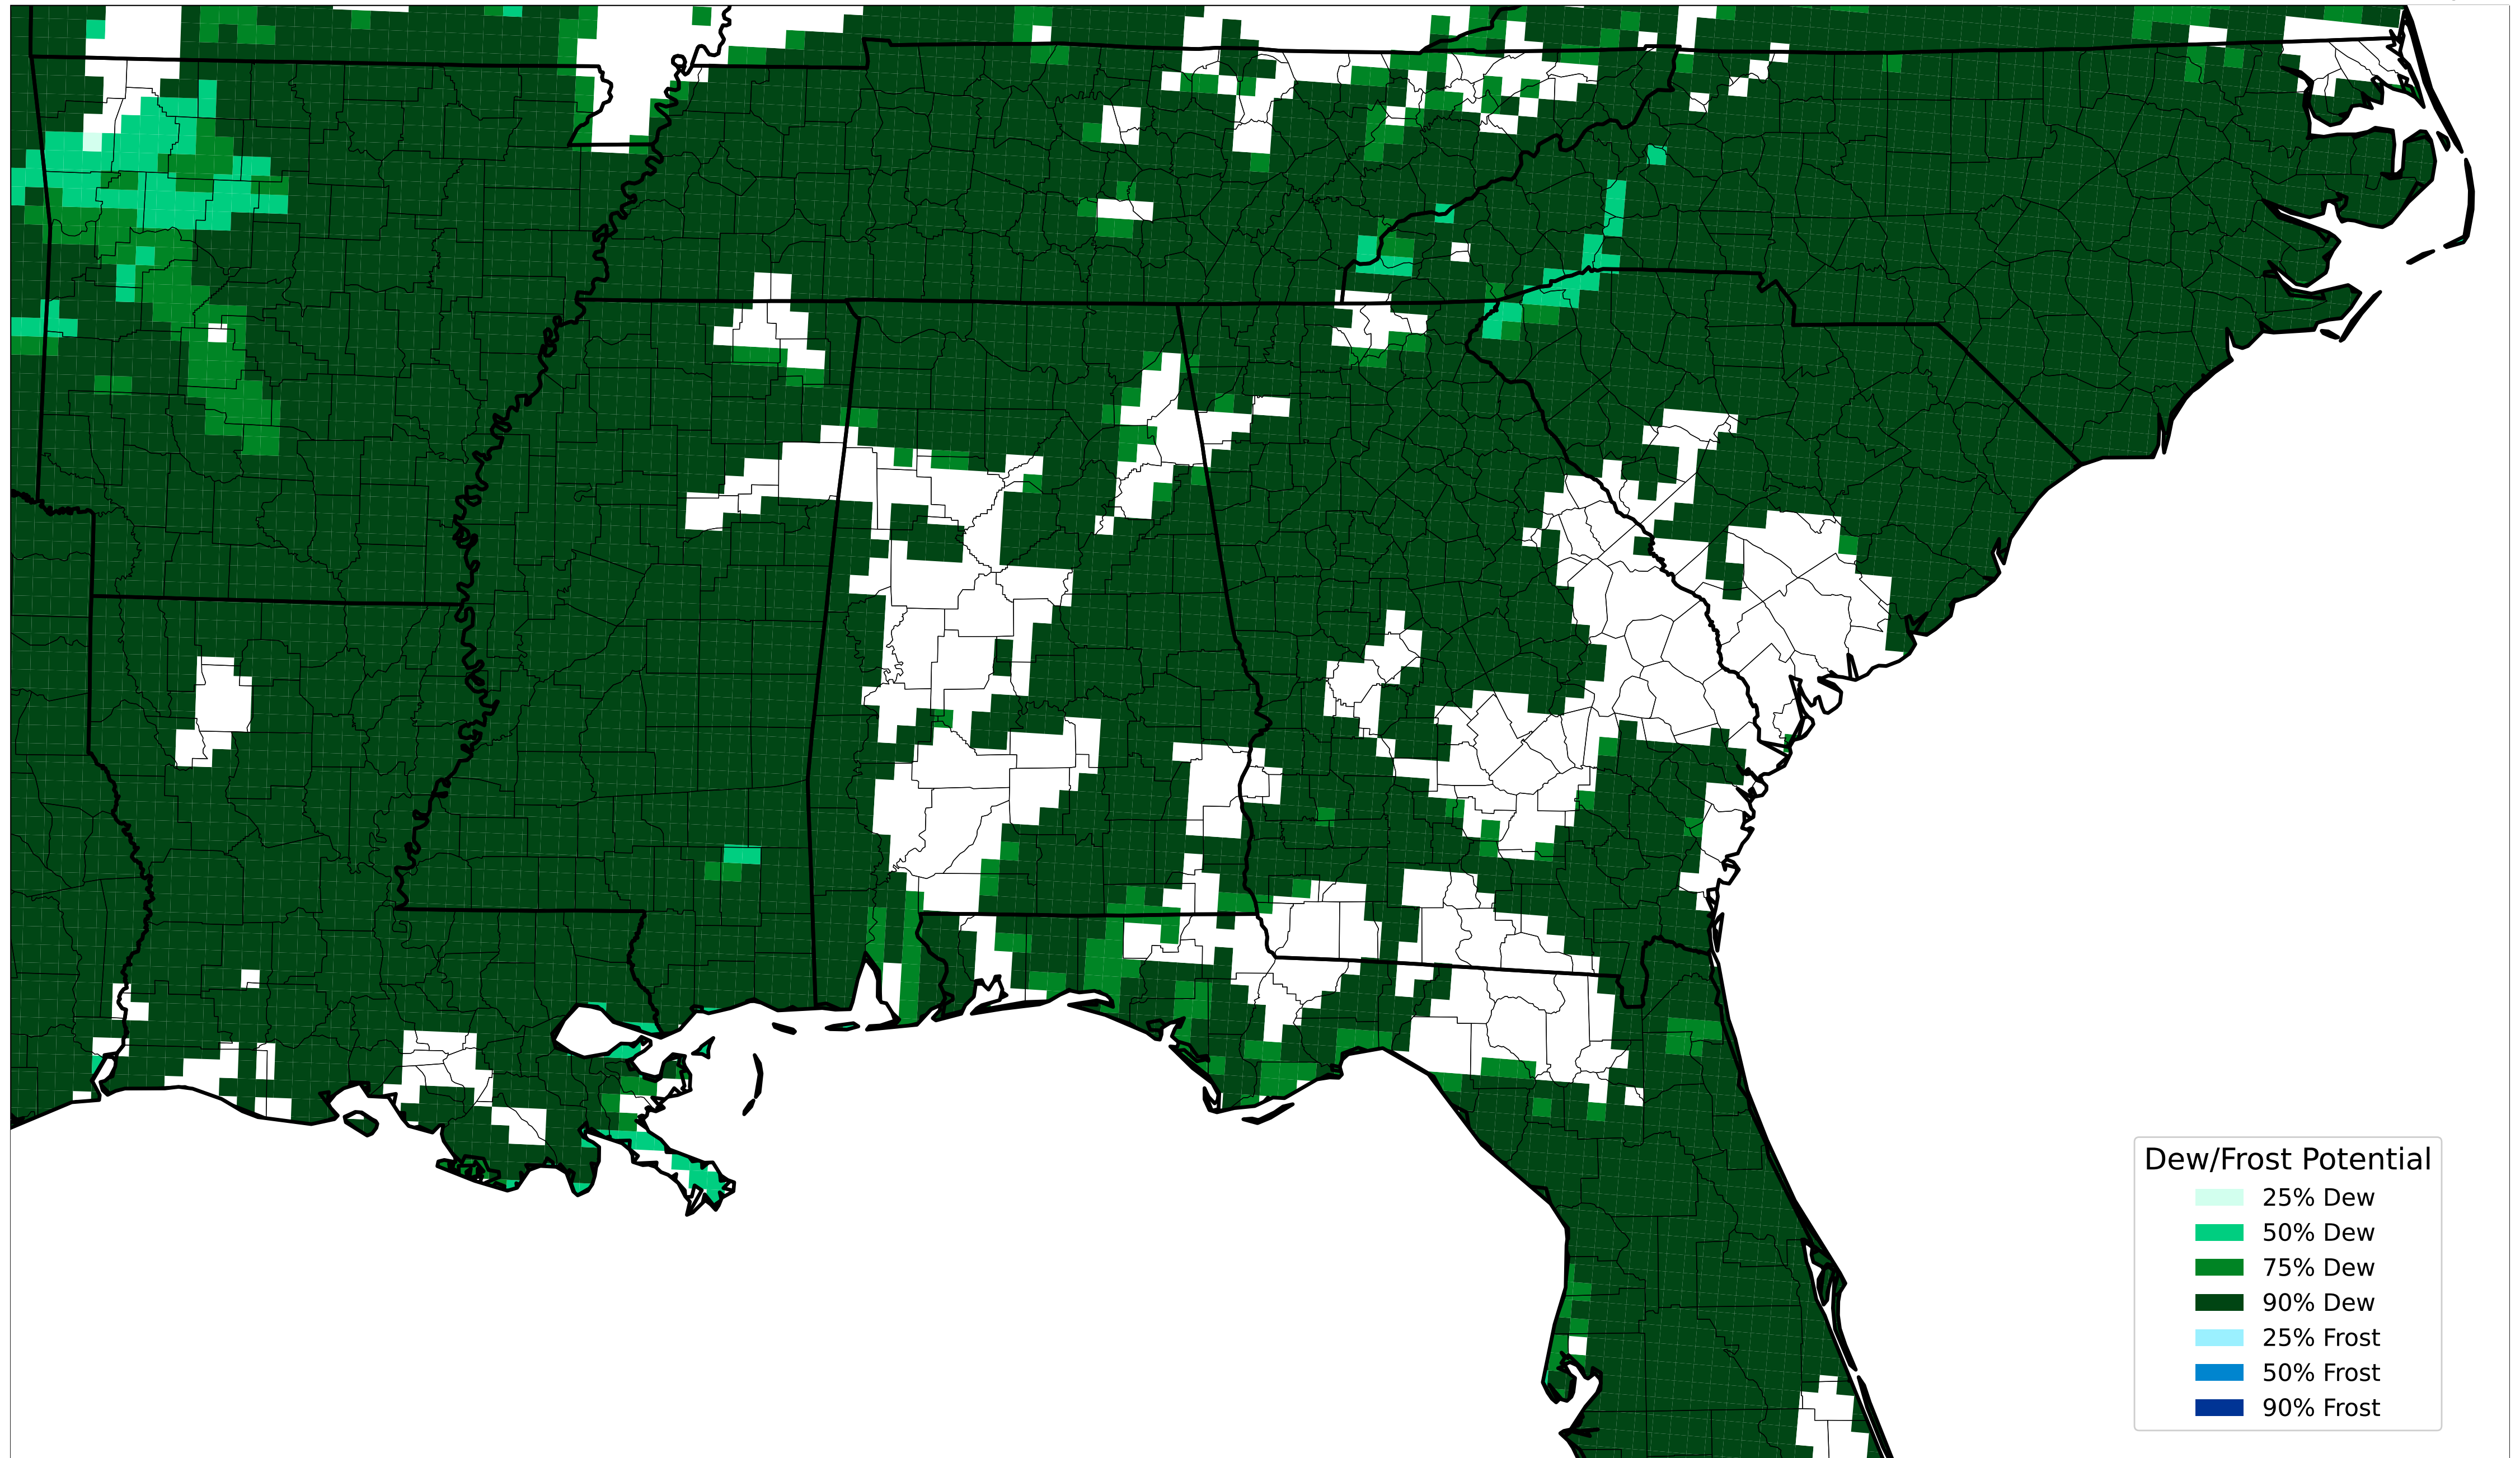 Dew/Frost Potential
25% Dew
50% Dew
75% Dew
90% Dew
25% Frost
50% Frost
90% Frost